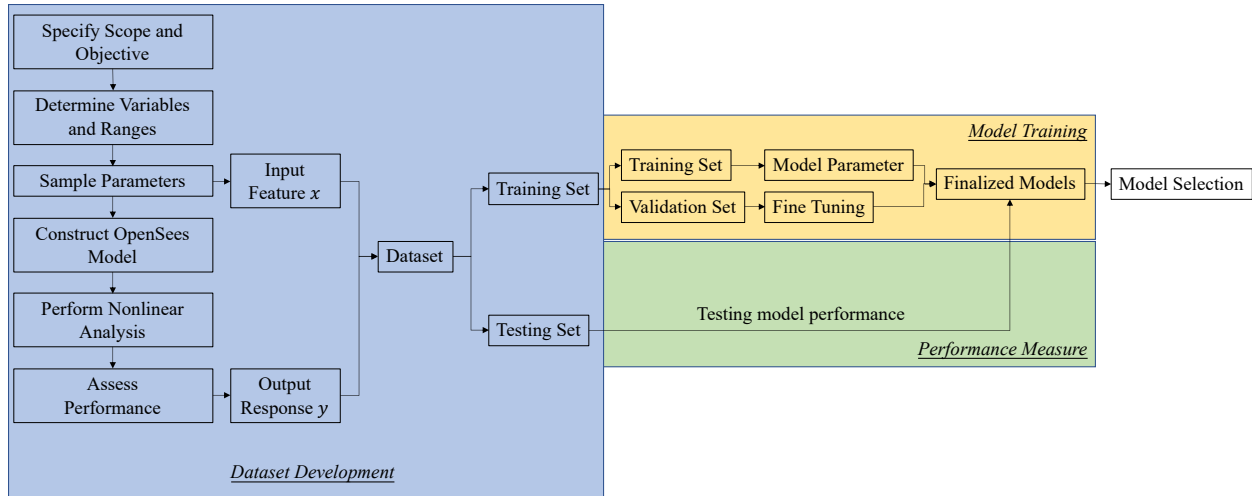 Specify Scope and
Objective
Determine Variables
and Ranges
Sample Parameters
Construct OpenSees
Model
Perform Nonlinear
Analysis
Assess
Performance
Input
Feature x
Output
Response y
Dataset
Training Set
Testing Set
Dataset Development
Model Training
Training Set
Model Parameter
Validation Set
Fine Tuning
Finalized Models
Model Selection
Testing model performance
Performance Measure